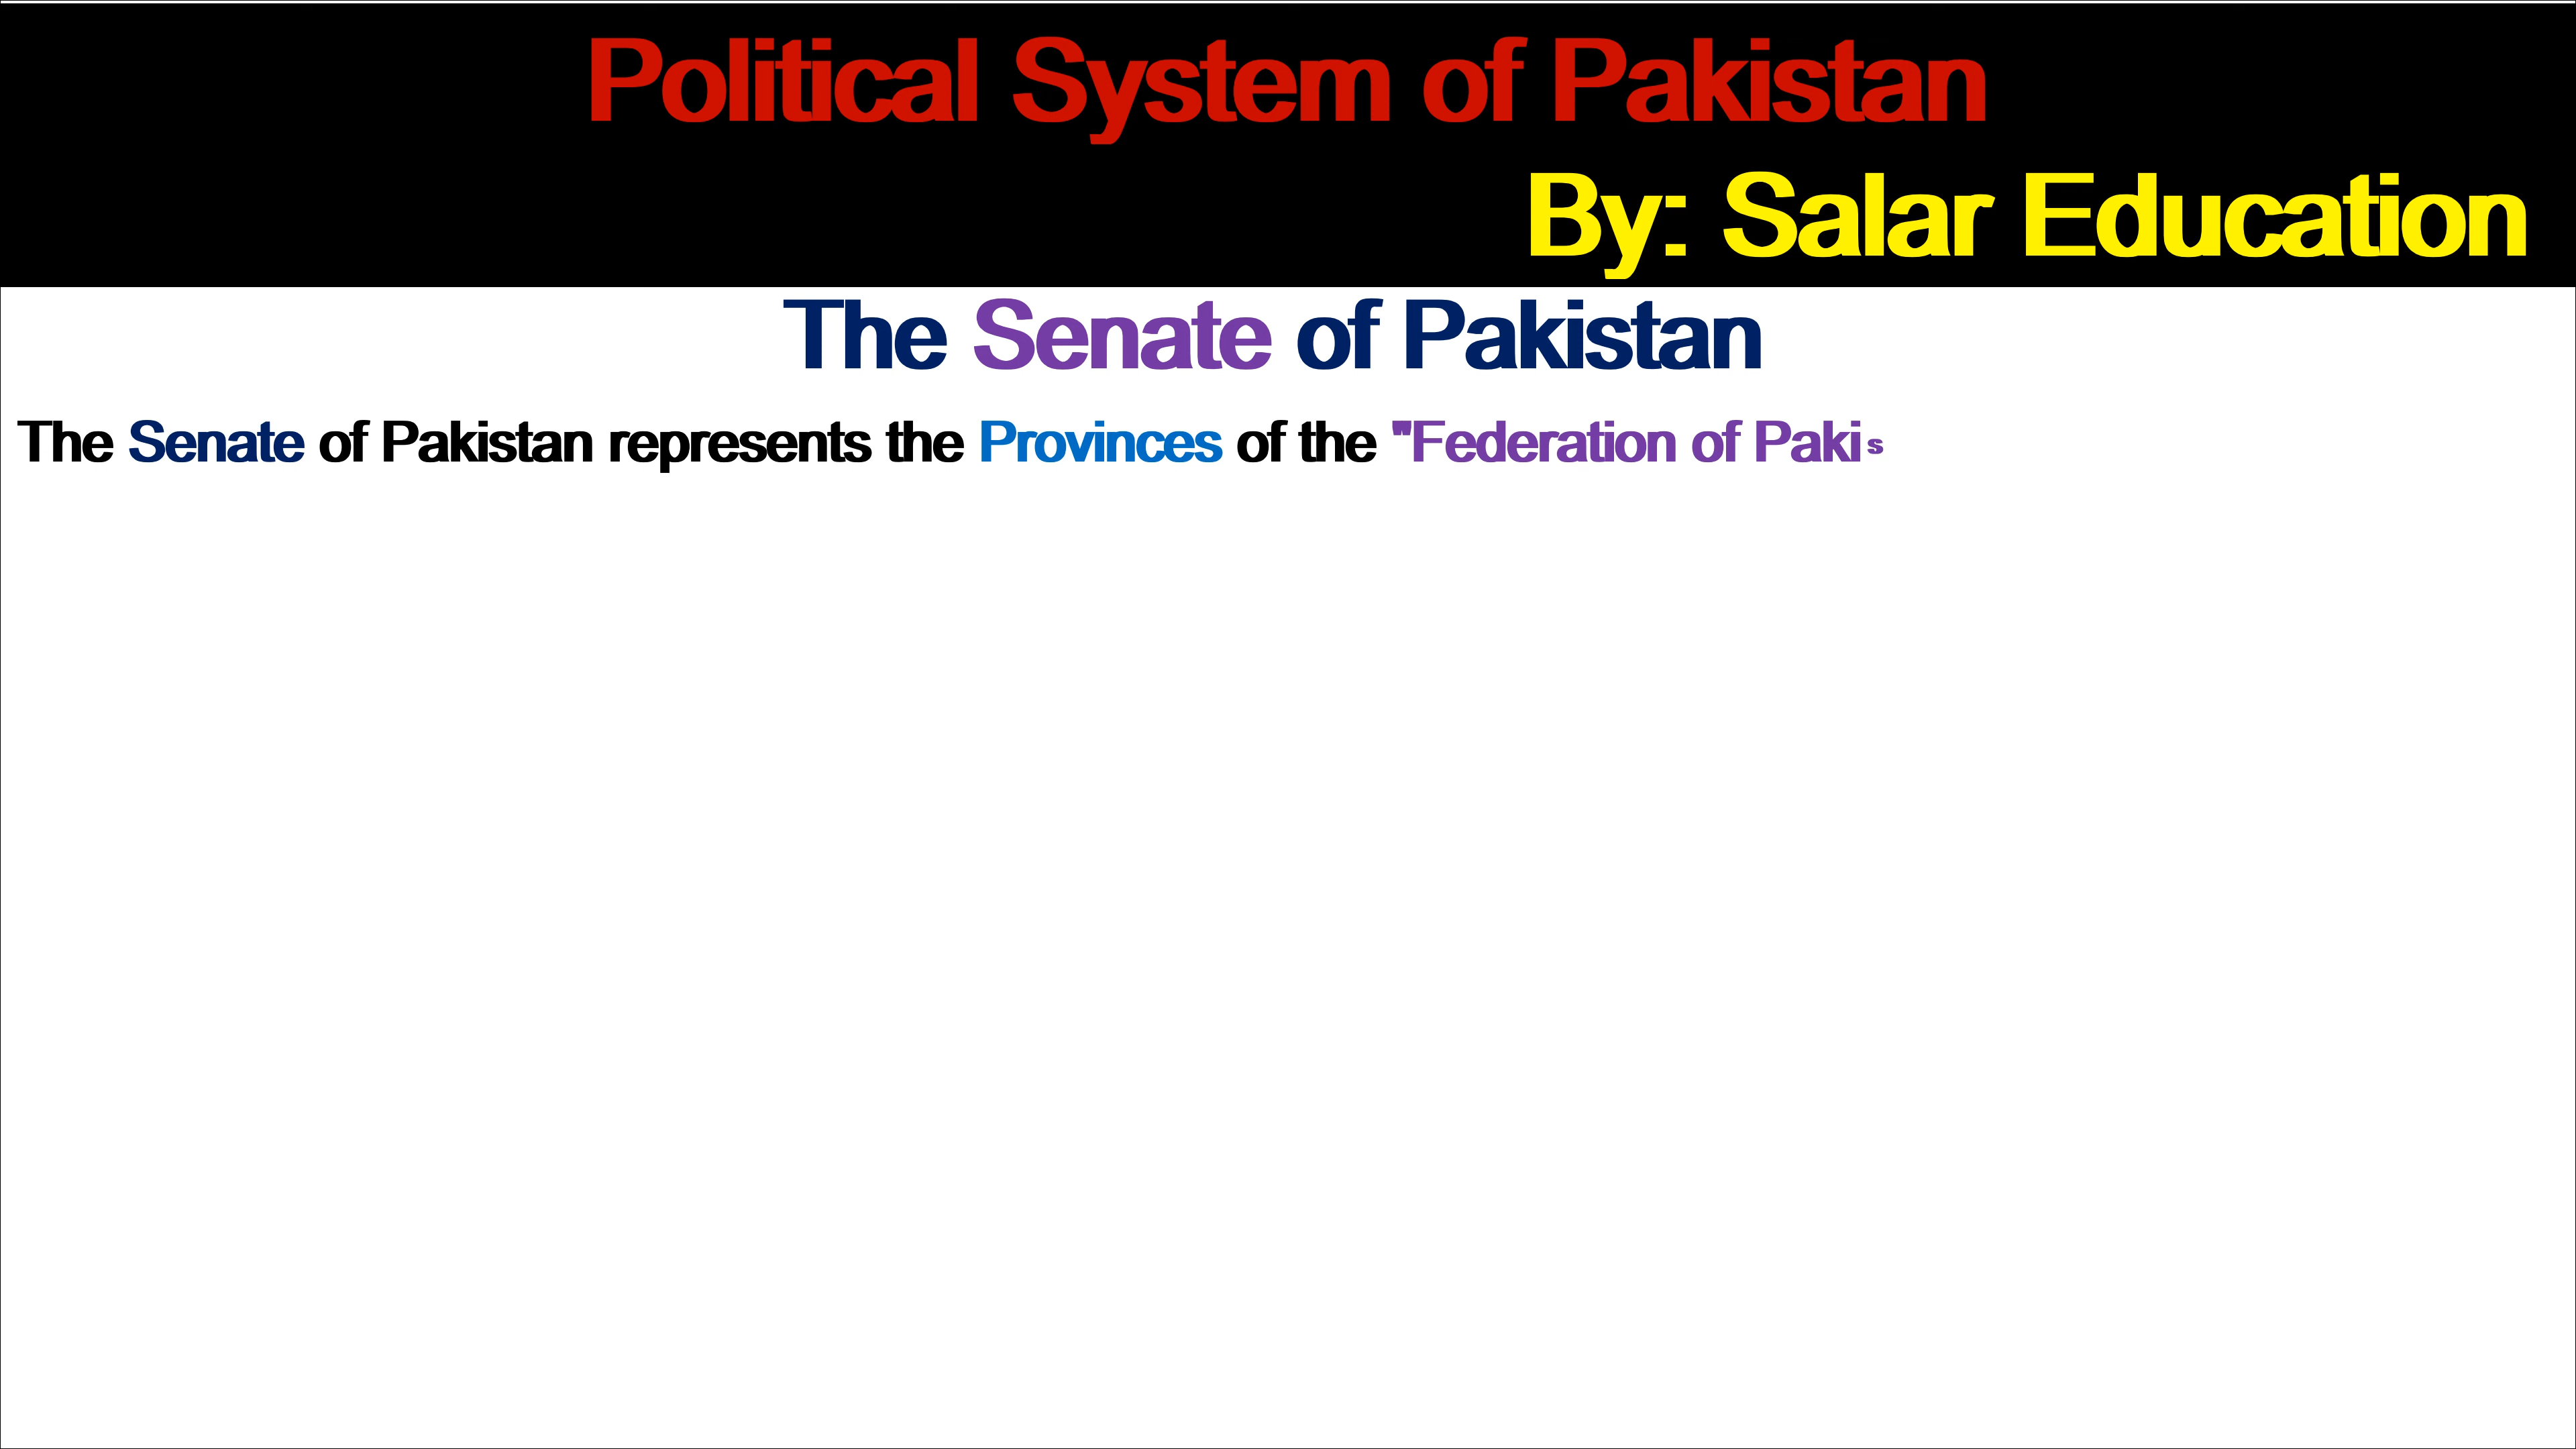 Political System of Pakistan
By: Salar Education
The Senate of Pakistan
The Senate of Pakistan represents the Provinces of the "Federation of Pakis